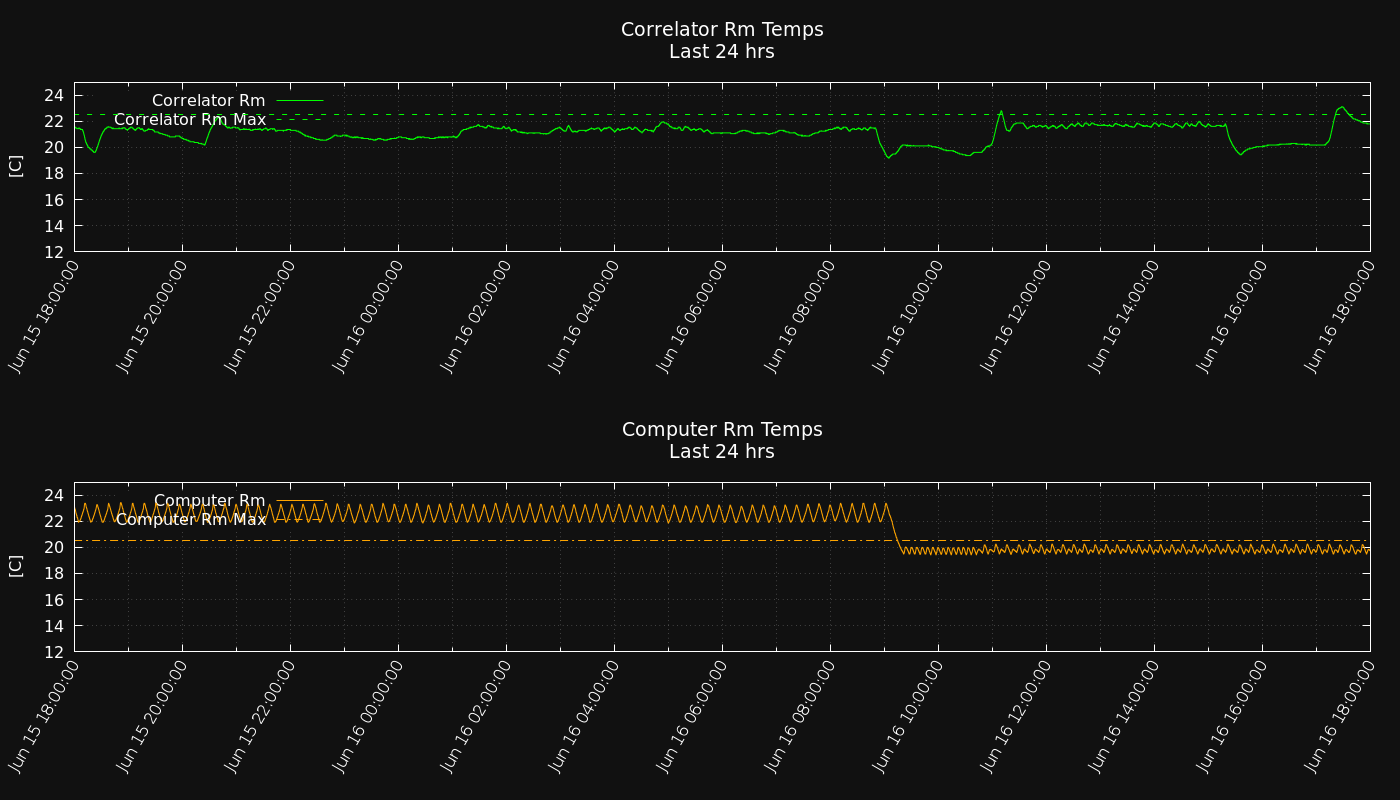 Correlator Rm Temps
Last 24 hrs
Correlator Rm
Correlator Rm Max
24
22
20
18
16
14
12
[C]
Jun 15 18:00:00
Jun 15 20:00:00
Jun 15 22:00:00
Jun 16 00:00:00
Jun 16 02:00:00
Jun 16 04:00:00
Jun 16 06:00:00
Jun 16 08:00:00
Jun 16 10:00:00
Jun 16 12:00:00
Jun 16 14:00:00
Jun 16 16:00:00
Jun 16 18:00:00
Computer Rm Temps
Last 24 hrs
Computer Rm
Computer Rm Max
24
22
20
18
16
14
12
[C]
Jun 15 18:00:00
Jun 15 20:00:00
Jun 15 22:00:00
Jun 16 00:00:00
Jun 16 02:00:00
Jun 16 04:00:00
Jun 16 06:00:00
Jun 16 08:00:00
Jun 16 10:00:00
Jun 16 12:00:00
Jun 16 14:00:00
Jun 16 16:00:00
Jun 16 18:00:00